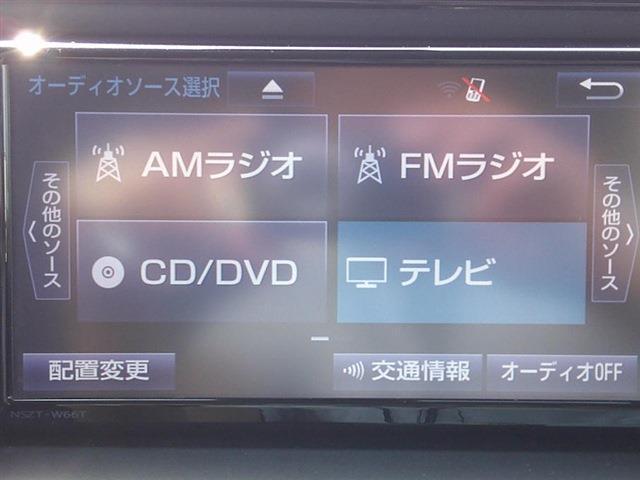 オーディオソース選択
AMラジオ
FMラジオ
その他のソース
その他のソース
CD/DVD
テレビ
配置変更
交通情報
オーディオOFF
NSZT-W66T